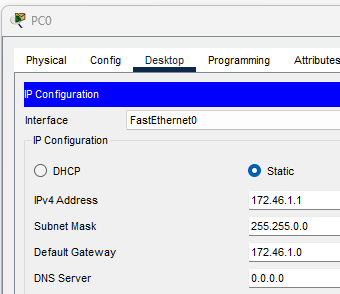 PC0
Physical Config Desktop Programming Attributes
IP Configuration
Interface FastEthernet0
IP Configuration
DHCP Static
IPv4 Address 172.46.1.1
Subnet Mask 255.255.0.0
Default Gateway 172.46.1.0
DNS Server 0.0.0.0